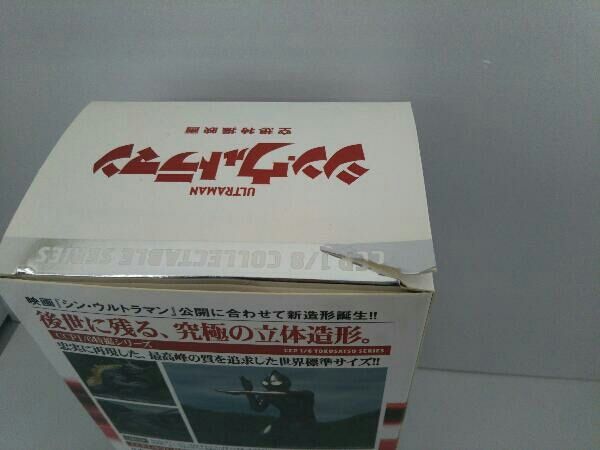 空想特撮映画
シン・ウルトラマン
ULTRAMAN
CCP 1/8 COLLECTABLE SERIES
映画『シン・ウルトラマン』公開に合わせて新造形誕生!!
後世に残る、究極の立体造形。
CCP1/6特撮シリーズ
CCP 1/6 TOKUSATSU SERIES
忠実に再現した、最高峰の質を追求した世界標準サイズ!!